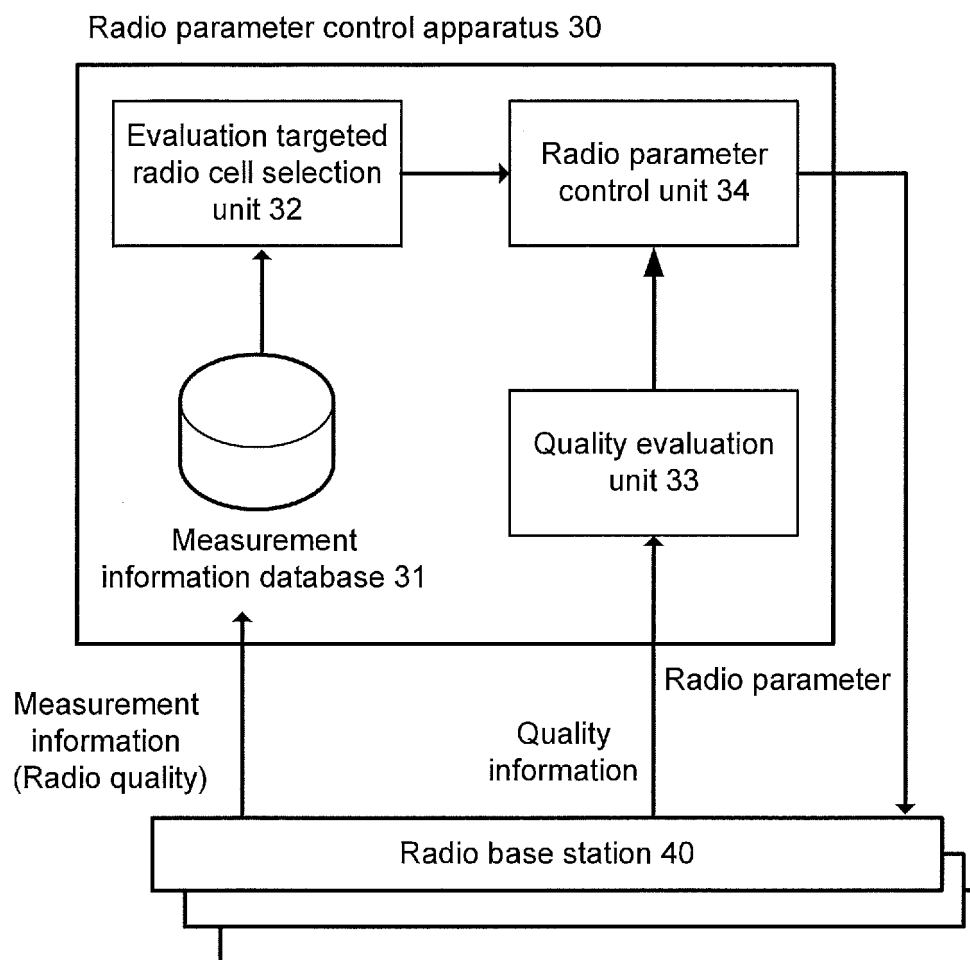 Radio parameter control apparatus 30
Evaluation targeted
radio cell selection
unit 32
Radio parameter
control unit 34
Quality evaluation
unit 33
Measurement
information database 31
Measurement
information
(Radio quality)
Quality
information
Radio parameter
Radio base station 40